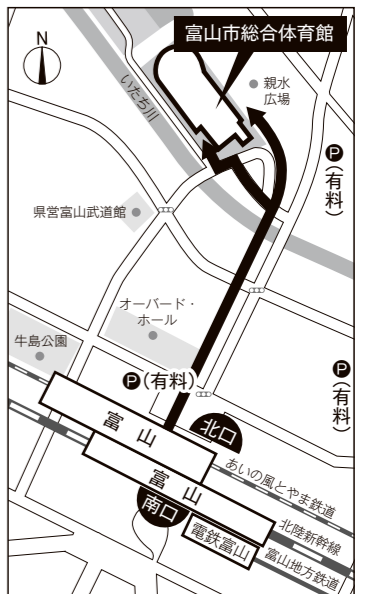 富山市総合体育館
N
親水
広場
いたち川
P
(有料)
県営富山武道館
オーバード・
ホール
牛島公園
P(有料)
P
(有料)
富山
北口
あいの風とやま鉄道
富山
南口
北陸新幹線
電鉄富山
富山地方鉄道